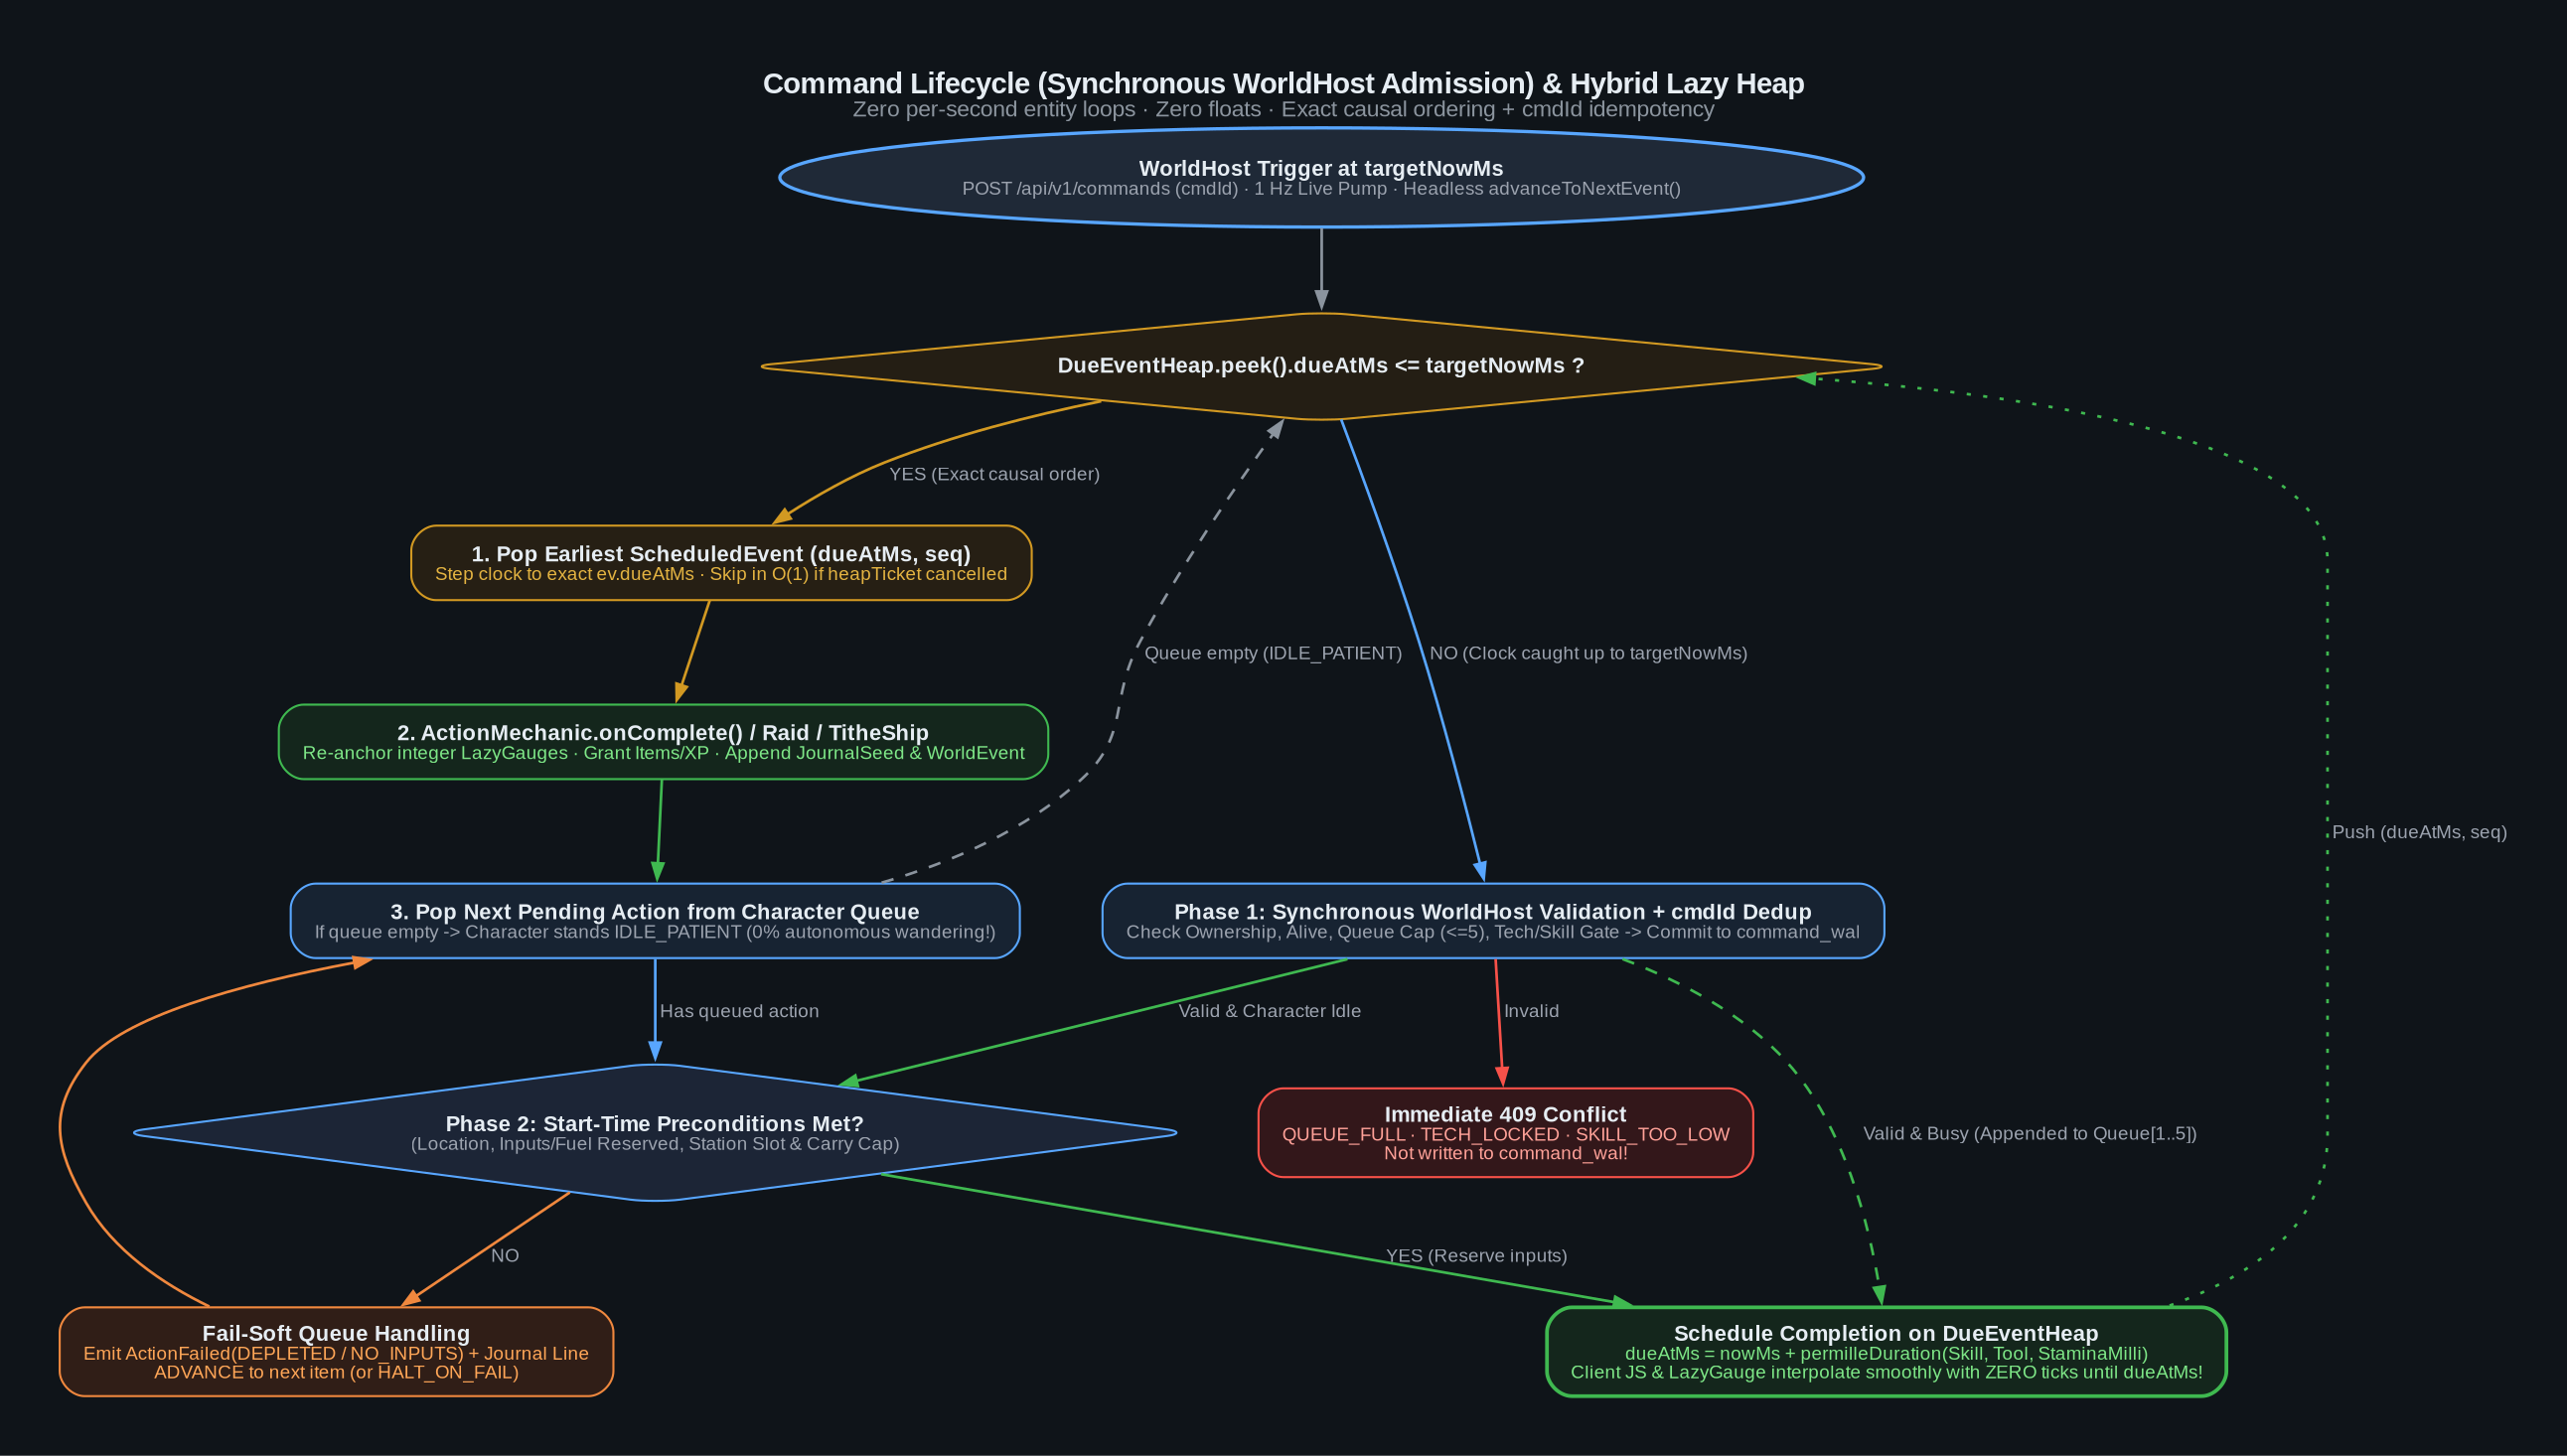 Command Lifecycle (Synchronous WorldHost Admission) & Hybrid Lazy Heap
Zero per-second entity loops · Zero floats · Exact causal ordering + cmdId idempotency
WorldHost Trigger at targetNowMs
POST /api/v1/commands (cmdId) · 1 Hz Live Pump · Headless advanceToNextEvent()
DueEventHeap.peek().dueAtMs <= targetNowMs ?
YES (Exact causal order)
1. Pop Earliest ScheduledEvent (dueAtMs, seq)
Step clock to exact ev.dueAtMs · Skip in O(1) if heapTicket cancelled
Queue empty (IDLE_PATIENT)
NO (Clock caught up to targetNowMs)
2. ActionMechanic.onComplete() / Raid / TitheShip
Re-anchor integer LazyGauges · Grant Items/XP · Append JournalSeed & WorldEvent
Push (dueAtMs, seq)
3. Pop Next Pending Action from Character Queue
If queue empty -> Character stands IDLE_PATIENT (0% autonomous wandering!)
Phase 1: Synchronous WorldHost Validation + cmdId Dedup
Check Ownership, Alive, Queue Cap (<=5), Tech/Skill Gate -> Commit to command_wal
Has queued action
Valid & Character Idle
Invalid
Phase 2: Start-Time Preconditions Met?
(Location, Inputs/Fuel Reserved, Station Slot & Carry Cap)
Immediate 409 Conflict
QUEUE_FULL · TECH_LOCKED · SKILL_TOO_LOW
Not written to command_wal!
Valid & Busy (Appended to Queue[1..5])
NO
YES (Reserve inputs)
Fail-Soft Queue Handling
Emit ActionFailed(DEPLETED / NO_INPUTS) + Journal Line
ADVANCE to next item (or HALT_ON_FAIL)
Schedule Completion on DueEventHeap
dueAtMs = nowMs + permilleDuration(Skill, Tool, StaminaMilli)
Client JS & LazyGauge interpolate smoothly with ZERO ticks until dueAtMs!